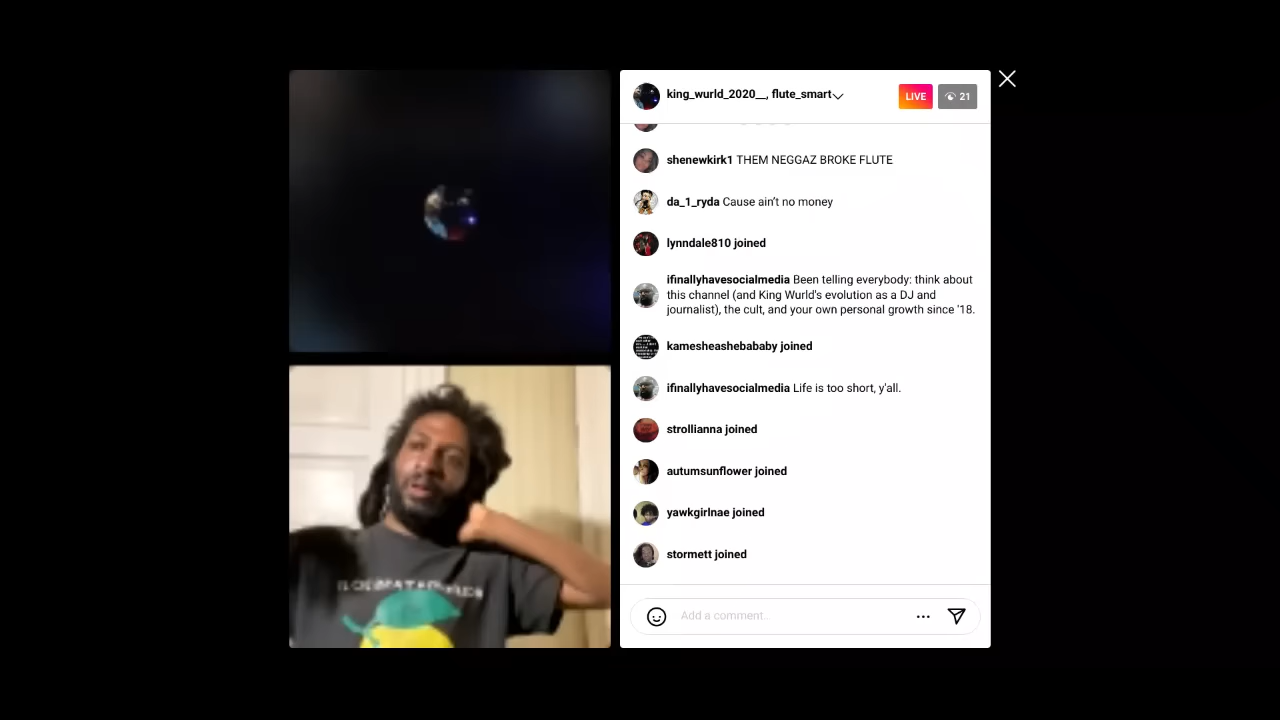 king_wurld_2020__, flute_smart
LIVE
21
shenewkirk1 THEM NEGGAZ BROKE FLUTE
da_1_ryda Cause ain't no money
lynndale810 joined
ifinallyhavesocialmedia Been telling everybody: think about
this channel (and King Wurld's evolution as a DJ and
journalist), the cult, and your own personal growth since '18.
kamesheashebababy joined
ifinallyhavesocialmedia Life is too short, y'all.
strollianna joined
autumsunflower joined
yawkgirlnae joined
stormett joined
Add a comment..